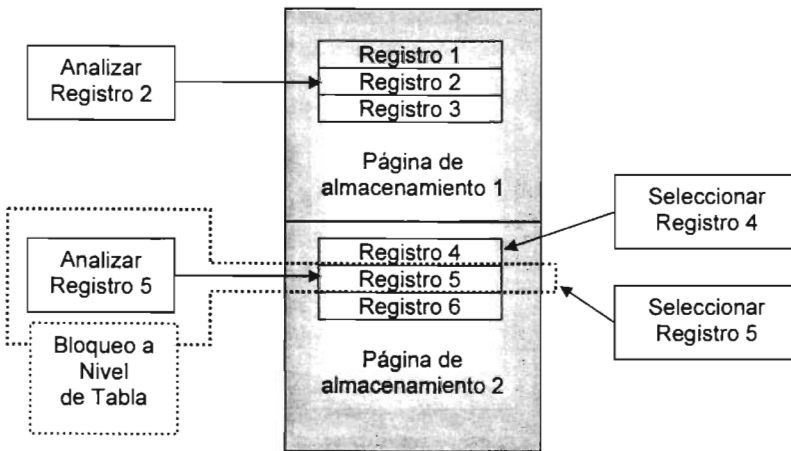 Analizar
Registro 2
Registro 1
Registro 2
Registro 3
Página de
almacenamiento 1
Seleccionar
Registro 4
Analizar
Registro 5
Registro 4
Registro 5
Registro 6
Seleccionar
Registro 5
Bloqueo a
Nivel
de Tabla
Página de
almacenamiento 2